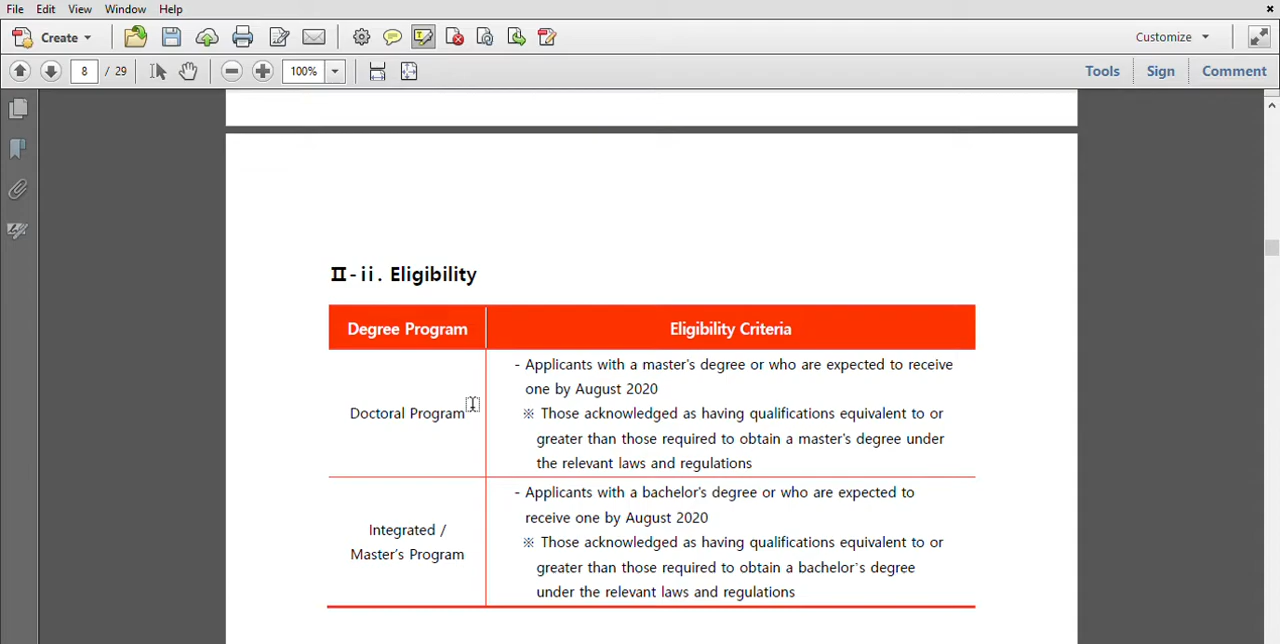 File Edit View Window Help
Create Customize
8 / 29 100% Tools Sign Comment
Ⅱ-ii. Eligibility
Degree Program Eligibility Criteria
- Applicants with a master's degree or who are expected to receive
one by August 2020
Doctoral Program
※ Those acknowledged as having qualifications equivalent to or
greater than those required to obtain a master's degree under
the relevant laws and regulations
- Applicants with a bachelor's degree or who are expected to
receive one by August 2020
Integrated /
Master's Program
※ Those acknowledged as having qualifications equivalent to or
greater than those required to obtain a bachelor's degree
under the relevant laws and regulations